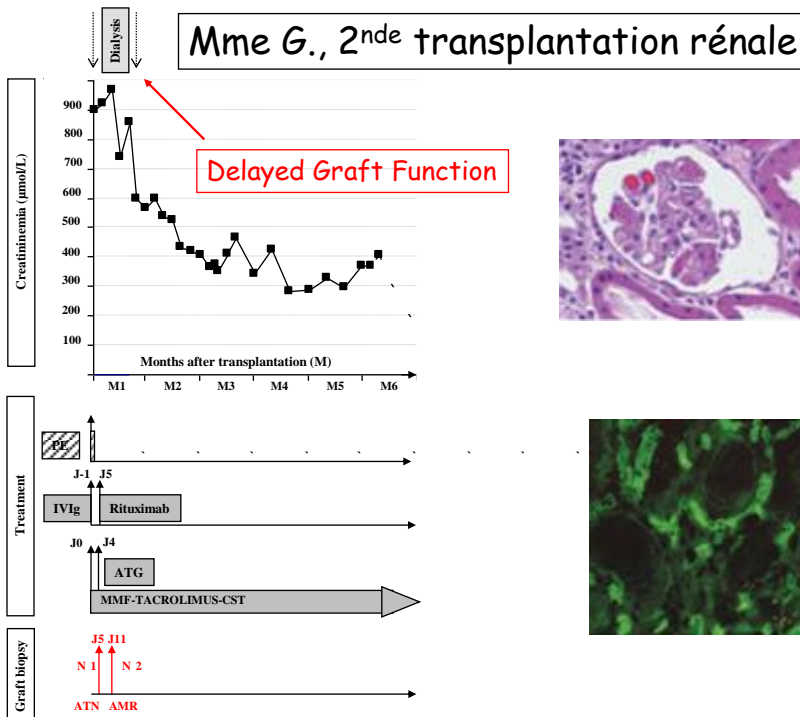 Mme G., 2nde transplantation rénale
Dialysis
Delayed Graft Function
Creatininemia (µmol/L)
900
800
700
600
500
400
300
200
100
Months after transplantation (M)
M1 M2 M3 M4 M5 M6
Treatment
PE
J-1 J5
IVIg Rituximab
J0 J4
ATG
MMF-TACROLIMUS-CST
Graft biopsy
J5 J11
N 1 N 2
ATN AMR